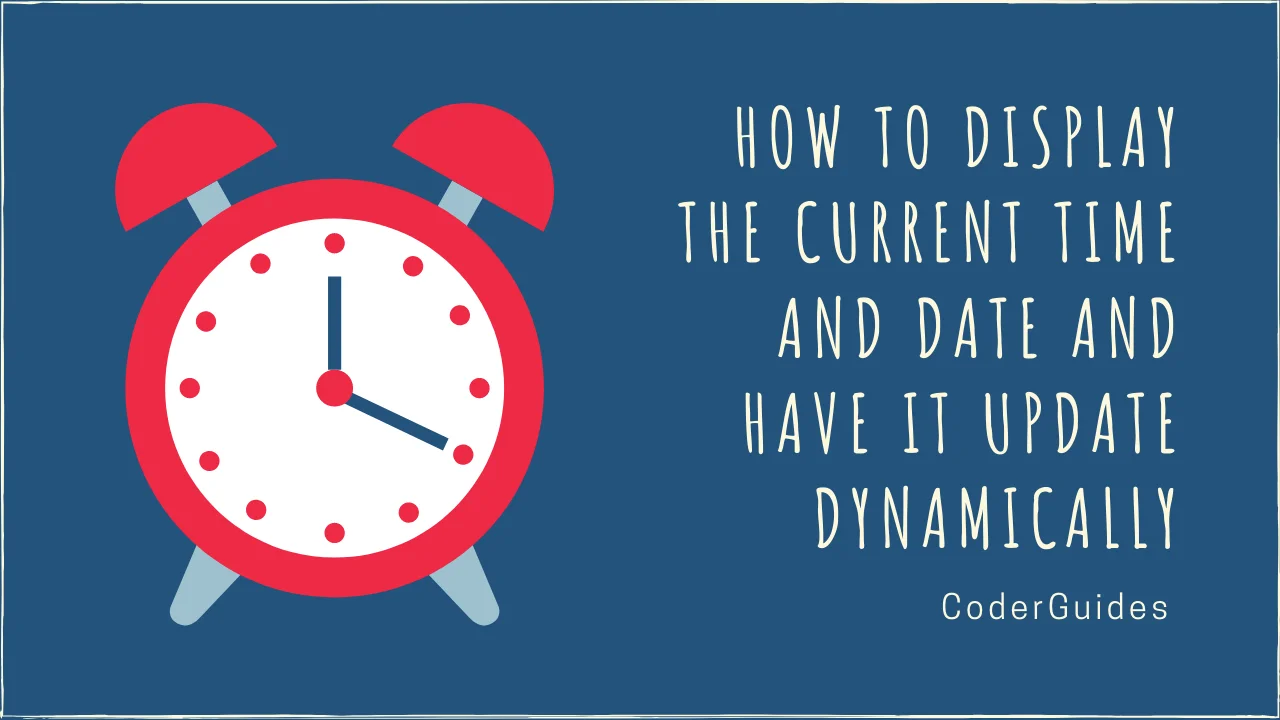 HOW TO DISPLAY
THE CURRENT TIME
AND DATE AND
HAVE IT UPDATE
DYNAMICALLY
CoderGuides